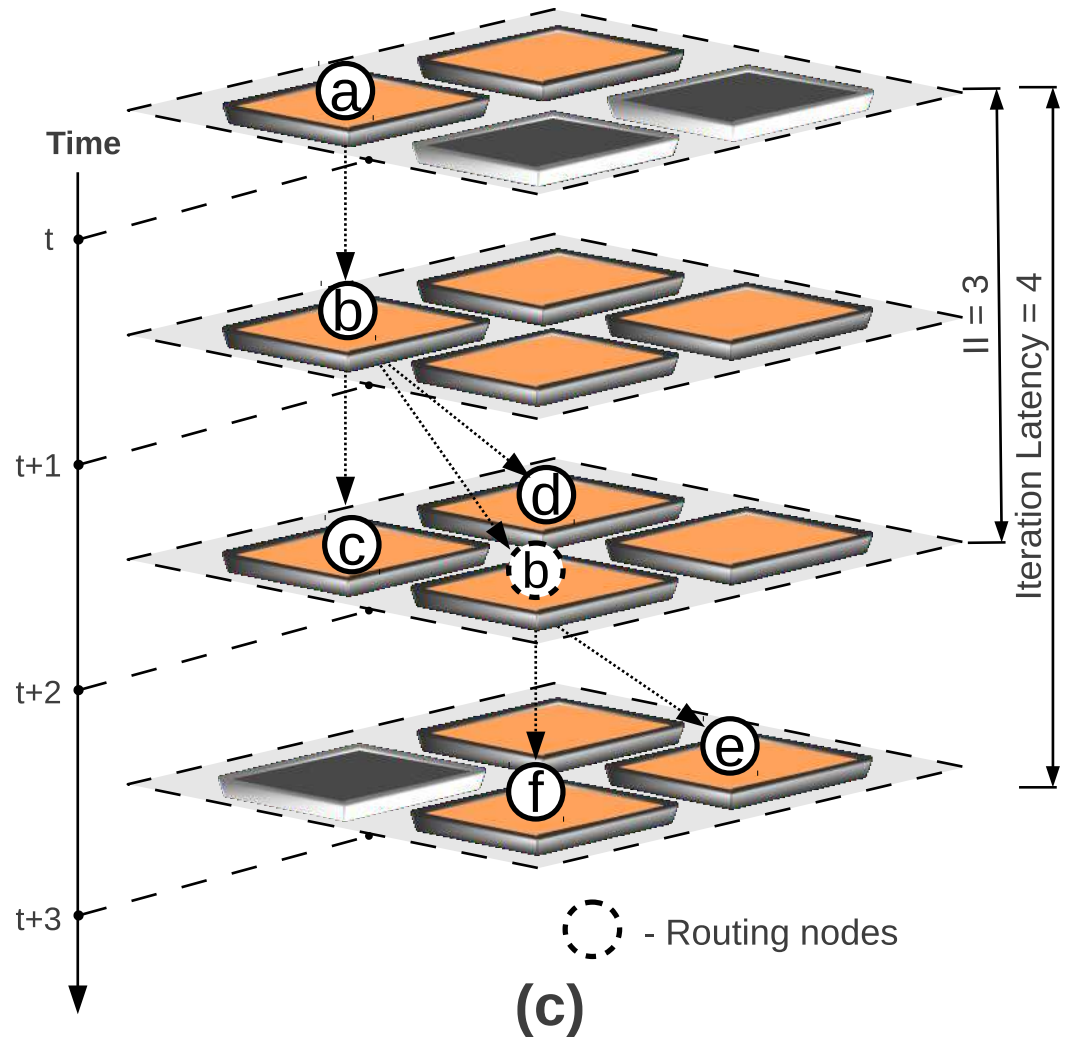 a
Time
t
b
II = 3
Iteration Latency = 4
t+1
d
c
b
t+2
e
f
t+3
- Routing nodes
(c)